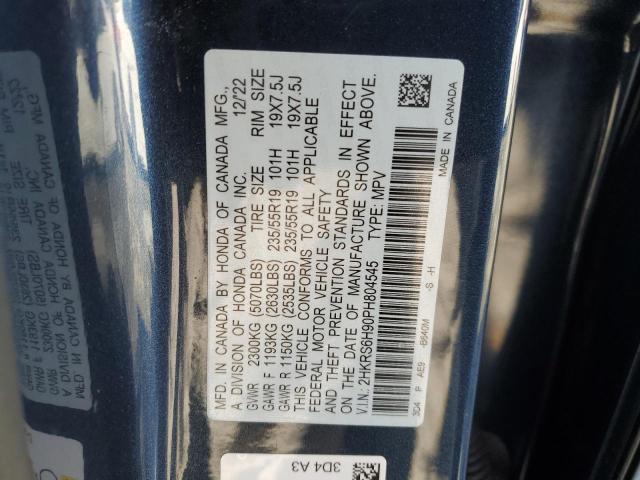 MFD. IN CANADA BY HONDA OF CANADA MFG.,
A DIVISION OF HONDA CANADA INC. 12/22
TIRE SIZE RIM SIZE
GVWR 2300KG (5070LBS)
GAWR F 1193KG (2630LBS) 235/55R19 101H 19X7.5J
GAWR R 1150KG (2535LBS) 235/55R19 101H 19X7.5J
THIS VEHICLE CONFORMS TO ALL APPLICABLE
FEDERAL MOTOR VEHICLE SAFETY
AND THEFT PREVENTION STANDARDS IN EFFECT
ON THE DATE OF MANUFACTURE SHOWN ABOVE.
V.I.N.: 2HKRS6H90PH804545 TYPE: MPV
3D4 P AE9 -B640M -S -H
MADE IN CANADA
3D4 A3